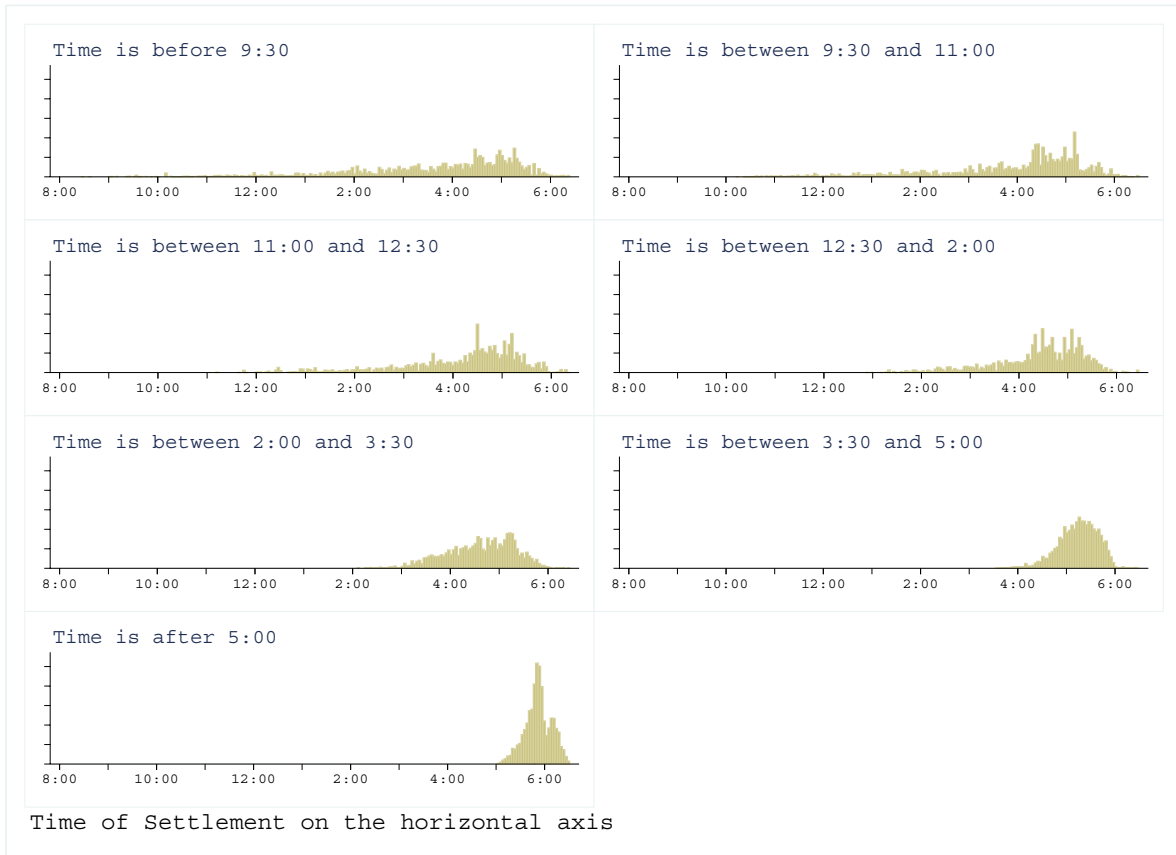 Time is before 9:30
8:00 10:00 12:00 2:00 4:00 6:00
Time is between 9:30 and 11:00
8:00 10:00 12:00 2:00 4:00 6:00
Time is between 11:00 and 12:30
8:00 10:00 12:00 2:00 4:00 6:00
Time is between 12:30 and 2:00
8:00 10:00 12:00 2:00 4:00 6:00
Time is between 2:00 and 3:30
8:00 10:00 12:00 2:00 4:00 6:00
Time is between 3:30 and 5:00
8:00 10:00 12:00 2:00 4:00 6:00
Time is after 5:00
8:00 10:00 12:00 2:00 4:00 6:00
Time of Settlement on the horizontal axis